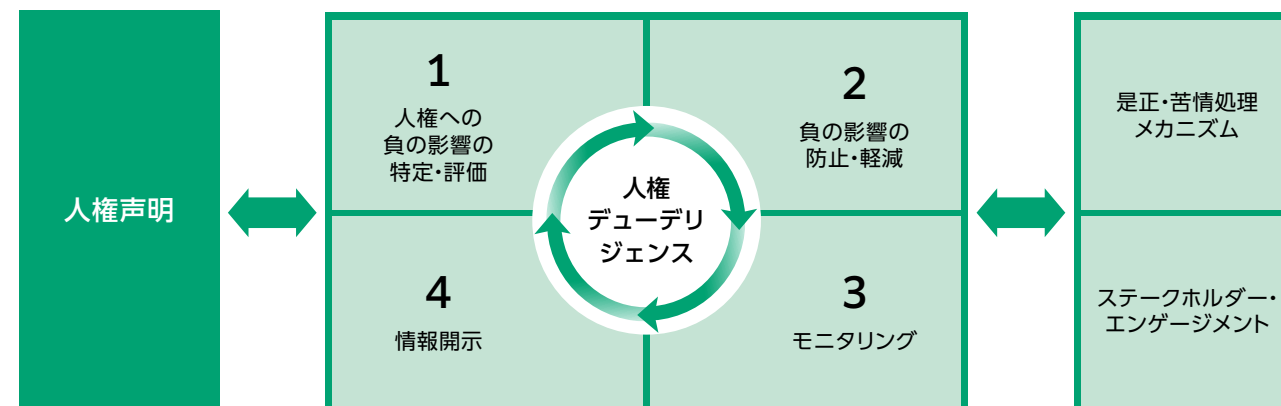 人権声明
1
人権への
負の影響の
特定・評価
2
負の影響の
防止・軽減
人権
デューデリ
ジェンス
4
情報開示
3
モニタリング
是正・苦情処理
メカニズム
ステークホルダー・
エンゲージメント